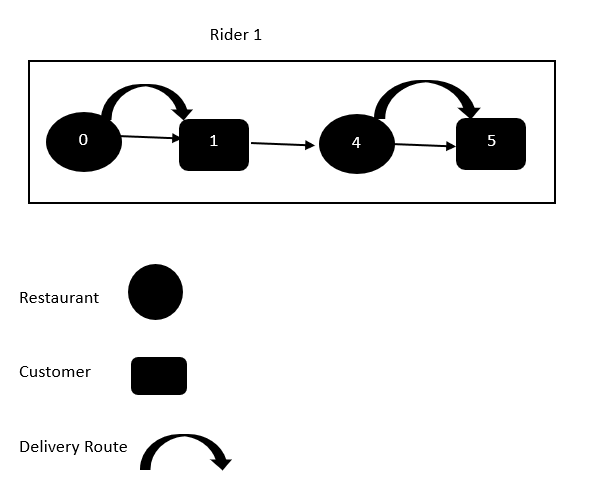 Rider 1
0 1 4 5
Restaurant
Customer
Delivery Route